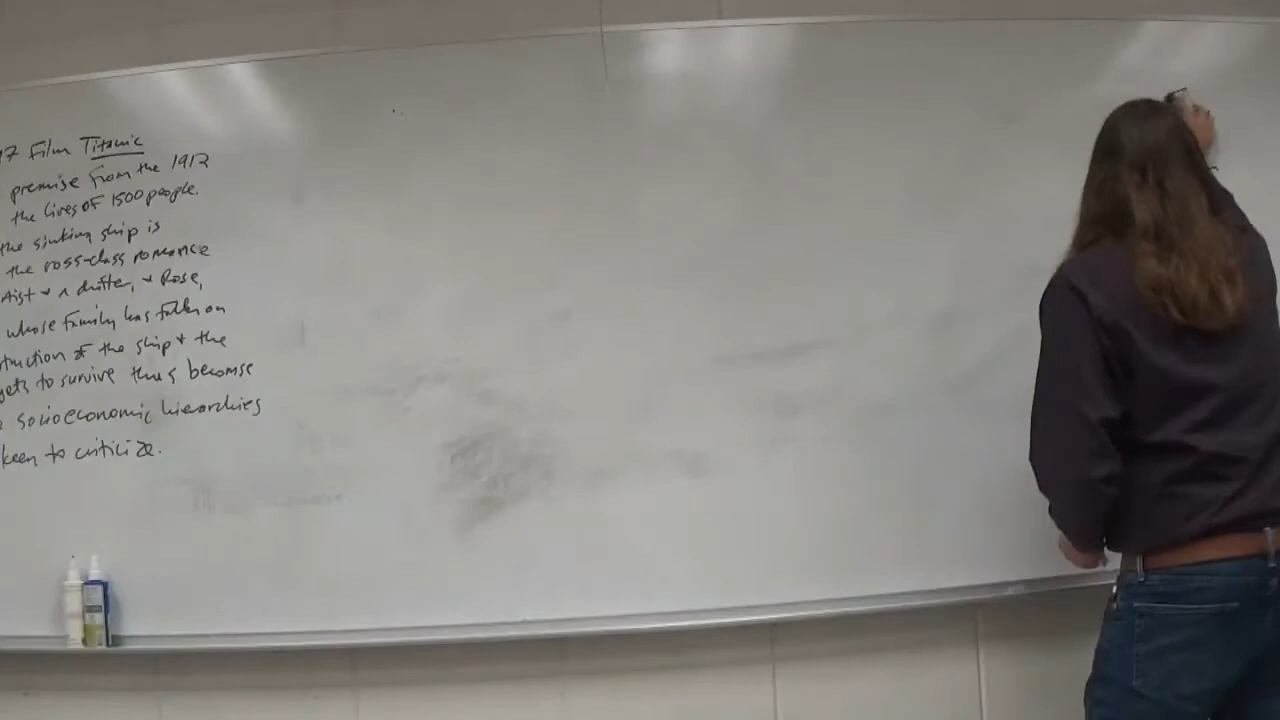 7 Film Titanic
premise from the 1912
the lives of 1500 people.
the sinking ship is
the ross-class romance
tist + a drifter, + Rose,
whose family has fallen on
truction of the ship + the
gets to survive thus become
socioeconomic hierarchies
keen to criticize.